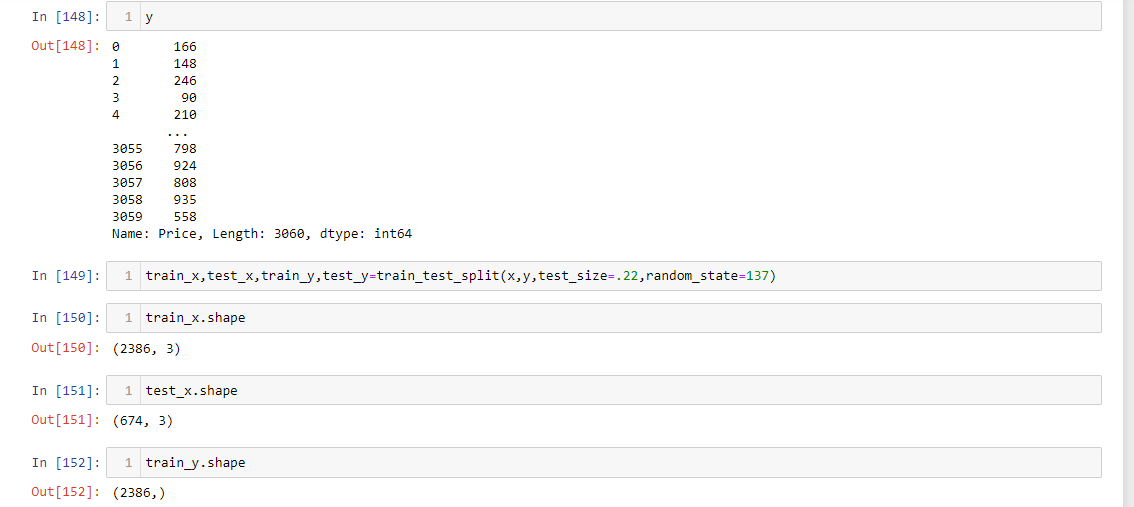 In [148]: 1 y
Out[148]: 0 166
1 148
2 246
3 90
4 210
...
3055 798
3056 924
3057 808
3058 935
3059 558
Name: Price, Length: 3060, dtype: int64
In [149]: 1 train_x,test_x,train_y,test_y=train_test_split(x,y,test_size=.22,random_state=137)
In [150]: 1 train_x.shape
Out[150]: (2386, 3)
In [151]: 1 test_x.shape
Out[151]: (674, 3)
In [152]: 1 train_y.shape
Out[152]: (2386,)